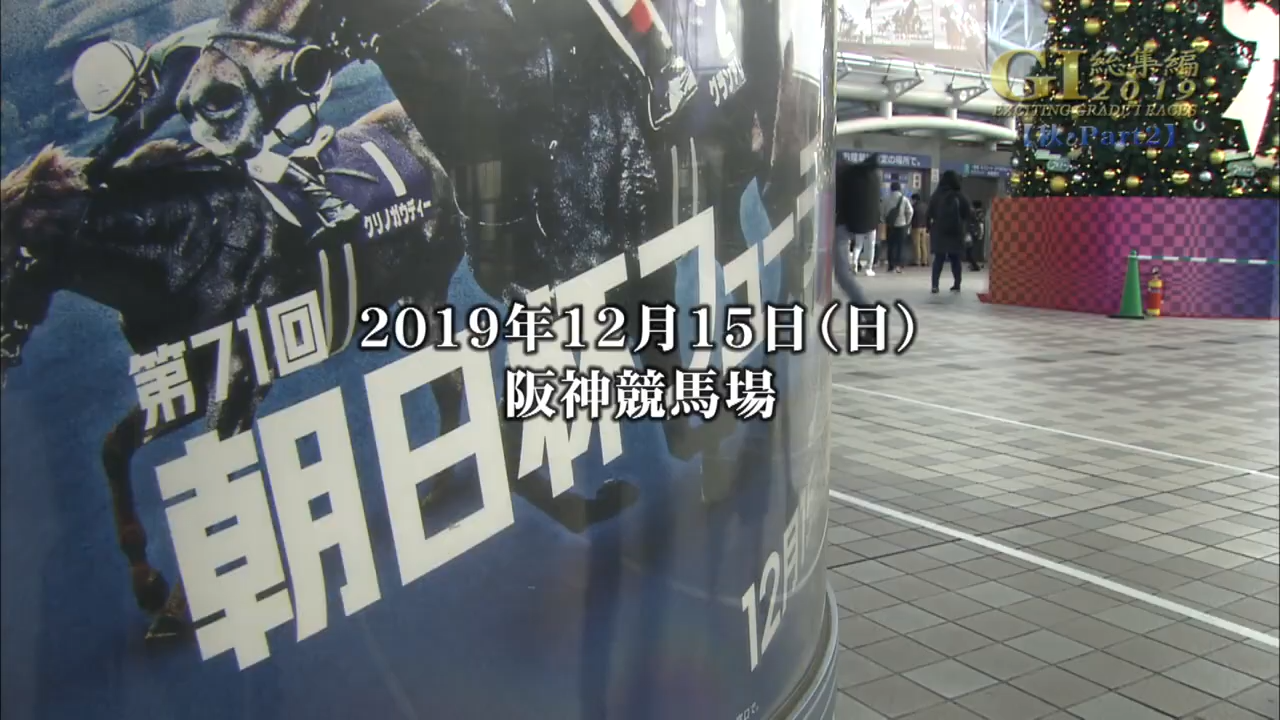 GI総集編
2019
EXCITING GRADE I RACES
【秋・Part2】
クリノガウディー
第71回
朝日杯フュー
2019年12月15日(日)
阪神競馬場
12月1